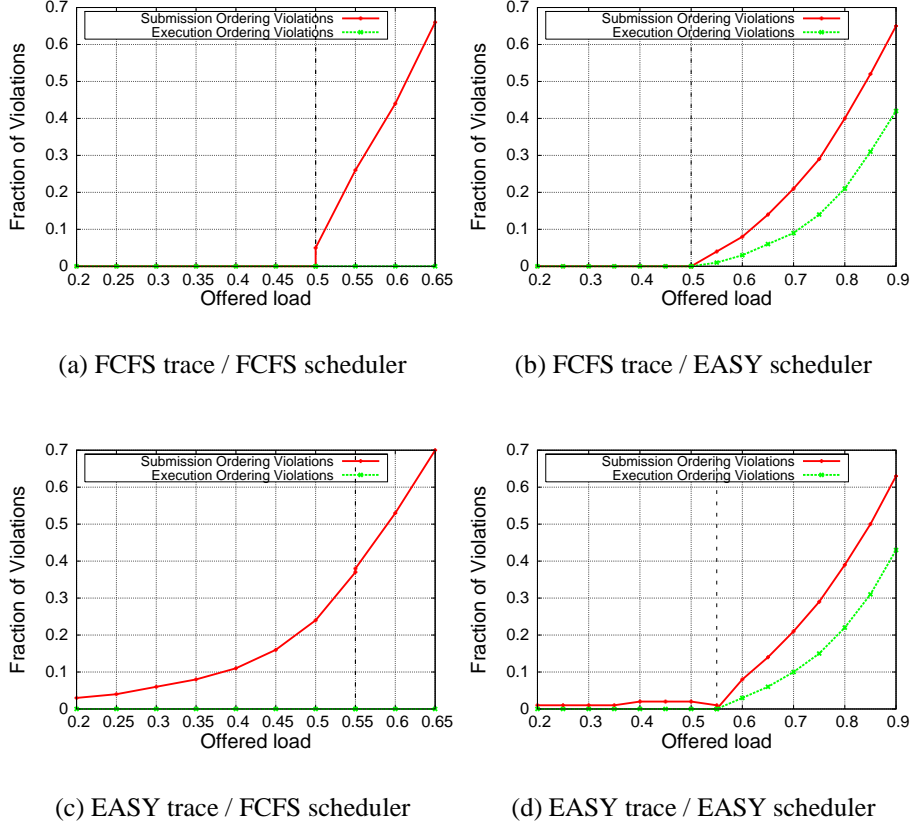 0.7
0.6
0.5
0.4
0.3
0.2
0.1
0
Fraction of Violations
Submission Ordering Violations
Execution Ordering Violations
0.2 0.25 0.3 0.35 0.4 0.45 0.5 0.55 0.6 0.65
Offered load
(a) FCFS trace / FCFS scheduler
0.7
0.6
0.5
0.4
0.3
0.2
0.1
0
Fraction of Violations
Submission Ordering Violations
Execution Ordering Violations
0.2 0.3 0.4 0.5 0.6 0.7 0.8 0.9
Offered load
(b) FCFS trace / EASY scheduler
0.7
0.6
0.5
0.4
0.3
0.2
0.1
0
Fraction of Violations
Submission Ordering Violations
Execution Ordering Violations
0.2 0.25 0.3 0.35 0.4 0.45 0.5 0.55 0.6 0.65
Offered load
(c) EASY trace / FCFS scheduler
0.7
0.6
0.5
0.4
0.3
0.2
0.1
0
Fraction of Violations
Submission Ordering Violations
Execution Ordering Violations
0.2 0.3 0.4 0.5 0.6 0.7 0.8 0.9
Offered load
(d) EASY trace / EASY scheduler